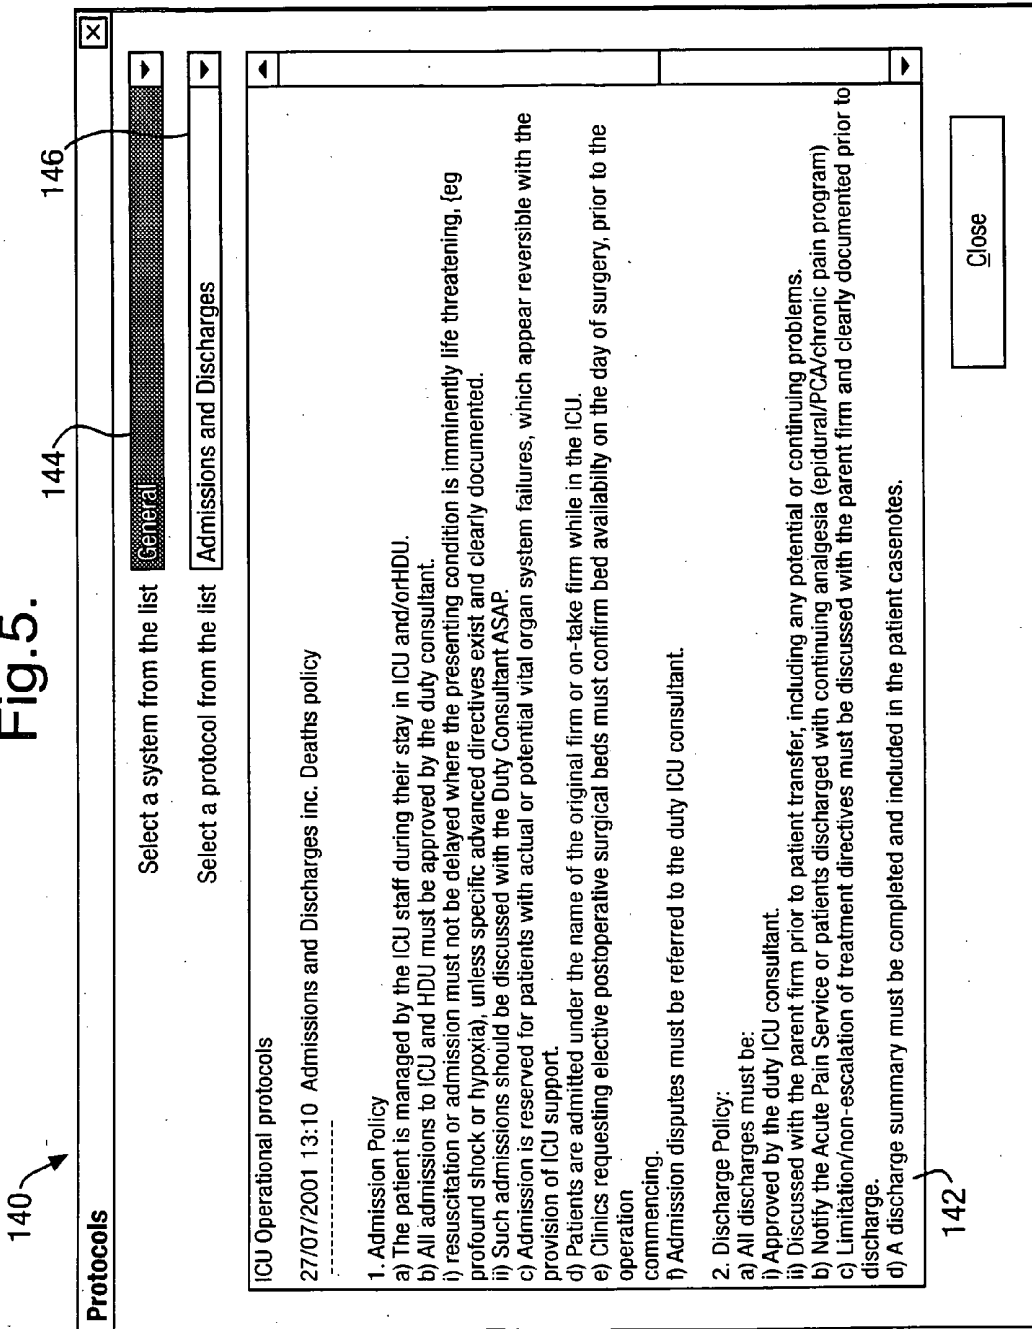 Fig.5.
140
144
146
Protocols
Select a system from the list General
Select a protocol from the list Admissions and Discharges
ICU Operational protocols
27/07/2001 13:10 Admissions and Discharges inc. Deaths policy
-----------------
1. Admission Policy
a) The patient is managed by the ICU staff during their stay in ICU and/orHDU.
b) All admissions to ICU and HDU must be approved by the duty consultant.
i) resuscitation or admission must not be delayed where the presenting condition is imminently life threatening, {eg
profound shock or hypoxia), unless specific advanced directives exist and clearly documented.
ii) Such admissions should be discussed with the Duty Consultant ASAP.
c) Admission is reserved for patients with actual or potential vital organ system failures, which appear reversible with the
provision of ICU support.
d) Patients are admitted under the name of the original firm or on-take firm while in the ICU.
e) Clinics requesting elective postoperative surgical beds must confirm bed availabilty on the day of surgery, prior to the
operation
commencing.
f) Admission disputes must be referred to the duty ICU consultant.
2. Discharge Policy:
a) All discharges must be:
i) Approved by the duty ICU consultant.
ii) Discussed with the parent firm prior to patient transfer, including any potential or continuing problems.
b) Notify the Acute Pain Service or patients discharged with continuing analgesia (epidural/PCA/chronic pain program)
c) Limitation/non-escalation of treatment directives must be discussed with the parent firm and clearly documented prior to
discharge.
d) A discharge summary must be completed and included in the patient casenotes.
142
Close